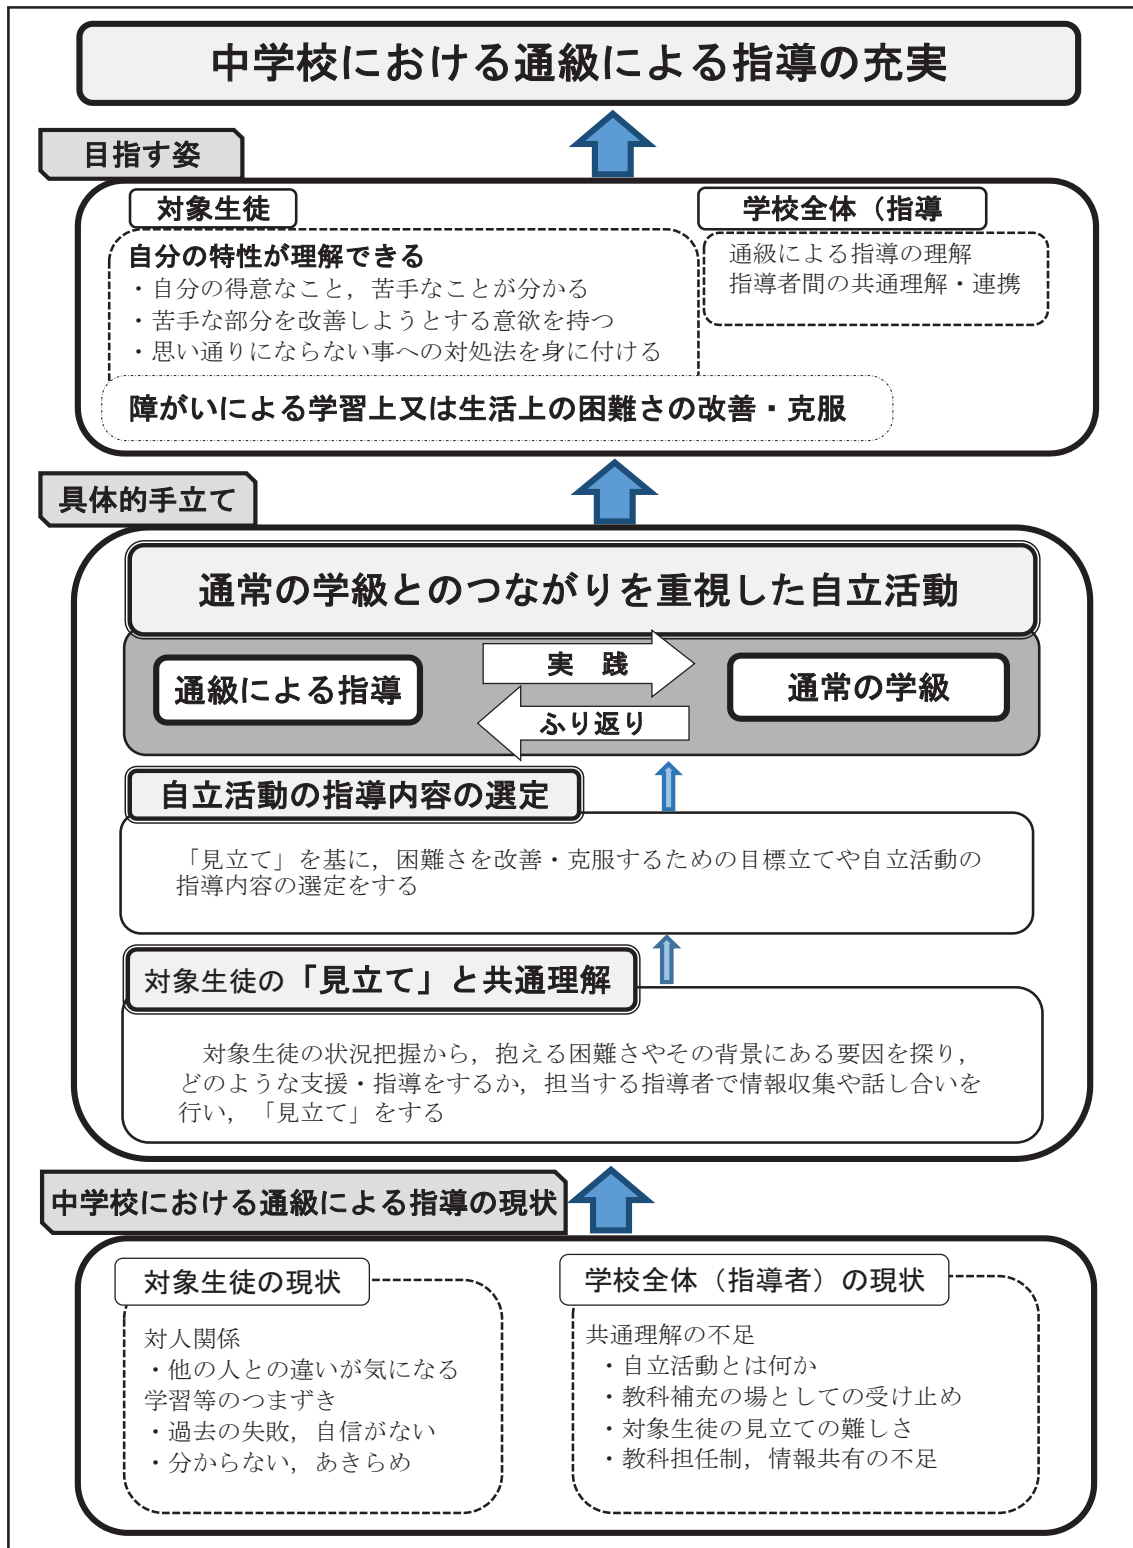 中学校における通級による指導の充実
目指す姿
対象生徒
自分の特性が理解できる
・自分の得意なこと，苦手なことが分かる
・苦手な部分を改善しようとする意欲を持つ
・思い通りにならない事への対処法を身に付ける
学校全体（指導
通級による指導の理解
指導者間の共通理解・連携
障がいによる学習上又は生活上の困難さの改善・克服
具体的手立て
通常の学級とのつながりを重視した自立活動
通級による指導
実　践
ふり返り
通常の学級
自立活動の指導内容の選定
「見立て」を基に，困難さを改善・克服するための目標立てや自立活動の
指導内容の選定をする
対象生徒の「見立て」と共通理解
対象生徒の状況把握から，抱える困難さやその背景にある要因を探り，
どのような支援・指導をするか，担当する指導者で情報収集や話し合いを
行い，「見立て」をする
中学校における通級による指導の現状
対象生徒の現状
対人関係
・他の人との違いが気になる
学習等のつまずき
・過去の失敗，自信がない
・分からない，あきらめ
学校全体（指導者）の現状
共通理解の不足
・自立活動とは何か
・教科補充の場としての受け止め
・対象生徒の見立ての難しさ
・教科担任制，情報共有の不足